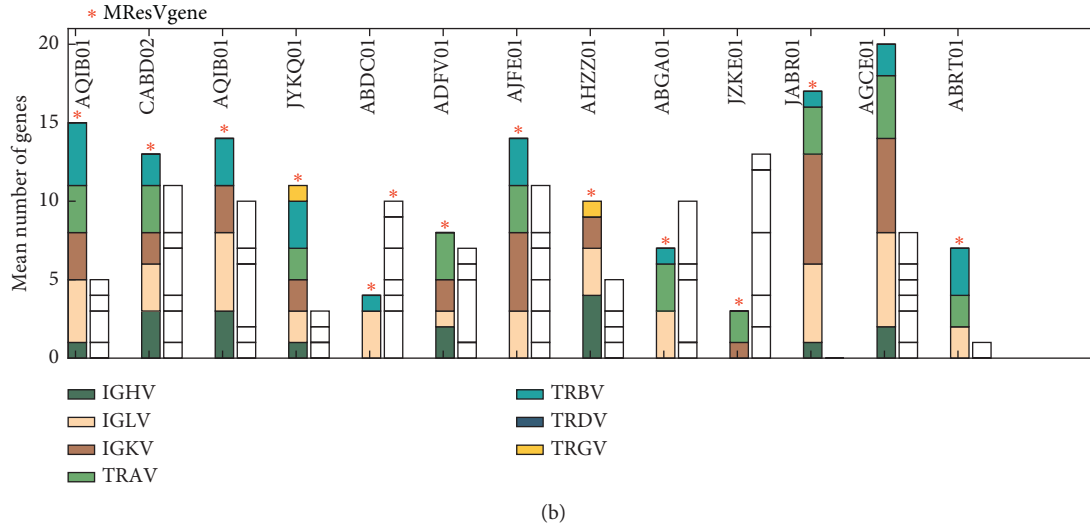 * MResVgene
Mean number of genes
20
15
10
5
0
AQIB01
CABD02
AQIB01
JYKQ01
ABDC01
ADFV01
AJFE01
AHZZ01
ABGA01
JZKE01
JABR01
AGCE01
ABRT01
* * * * * * * * * * * *
IGHV
IGLV
IGKV
TRAV
TRBV
TRDV
TRGV
(b)